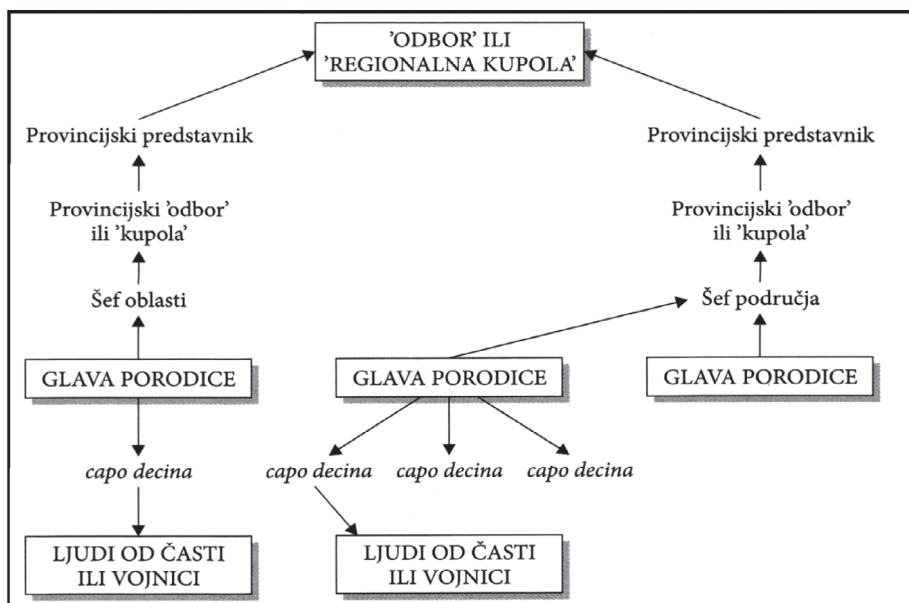 ’ODBOR’ ILI
’REGIONALNA KUPOLA’
Provincijski predstavnik
Provincijski predstavnik
Provincijski ’odbor’
ili ’kupola’
Provincijski ’odbor’
ili ’kupola’
Šef oblasti
Šef područja
GLAVA PORODICE
GLAVA PORODICE
GLAVA PORODICE
capo decina
capo decina
capo decina
capo decina
LJUDI OD ČASTI
ILI VOJNICI
LJUDI OD ČASTI
ILI VOJNICI